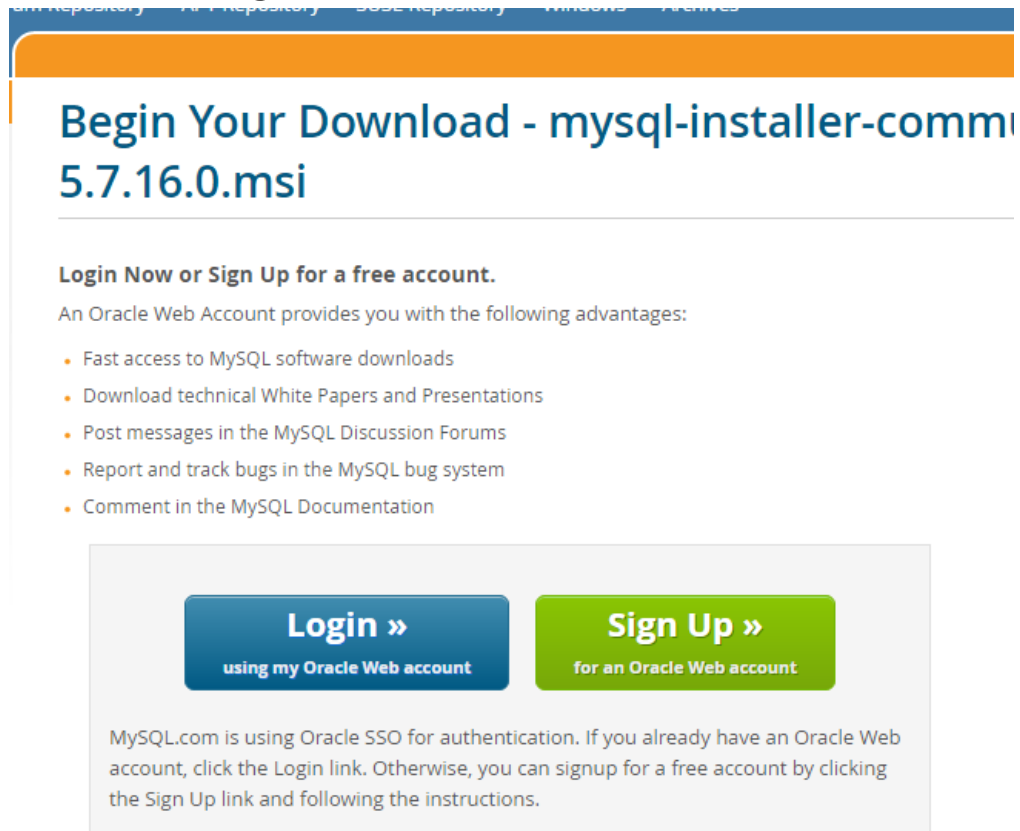 Repository Repository Repository Windows Archives
Begin Your Download - mysql-installer-
5.7.16.0.msi
Login Now or Sign Up for a free account.
An Oracle Web Account provides you with the following advantages:
Fast access to MySQL software downloads
Download technical White Papers and Presentations
Post messages in the MySQL Discussion Forums
Report and track bugs in the MySQL bug system
Comment in the MySQL Documentation
Login » Sign Up »
using my Oracle Web account for an Oracle Web account
MySQL.com is using Oracle SSO for authentication. If you already have an Oracle Web
account, click the Login link. Otherwise, you can signup for a free account by clicking
the Sign Up link and following the instructions.